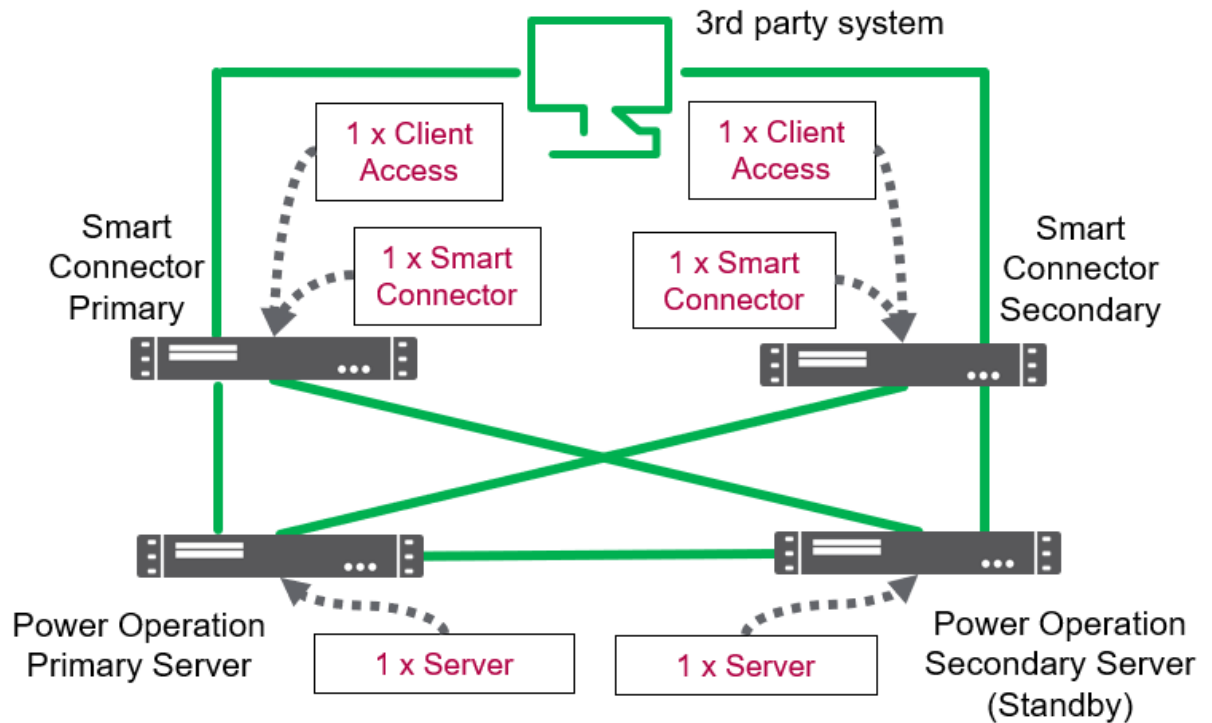 3rd party system
1 x Client
Access
1 x Client
Access
Smart
Connector
Primary
1 x Smart
Connector
1 x Smart
Connector
Smart
Connector
Secondary
Power Operation
Primary Server
1 x Server
1 x Server
Power Operation
Secondary Server
(Standby)